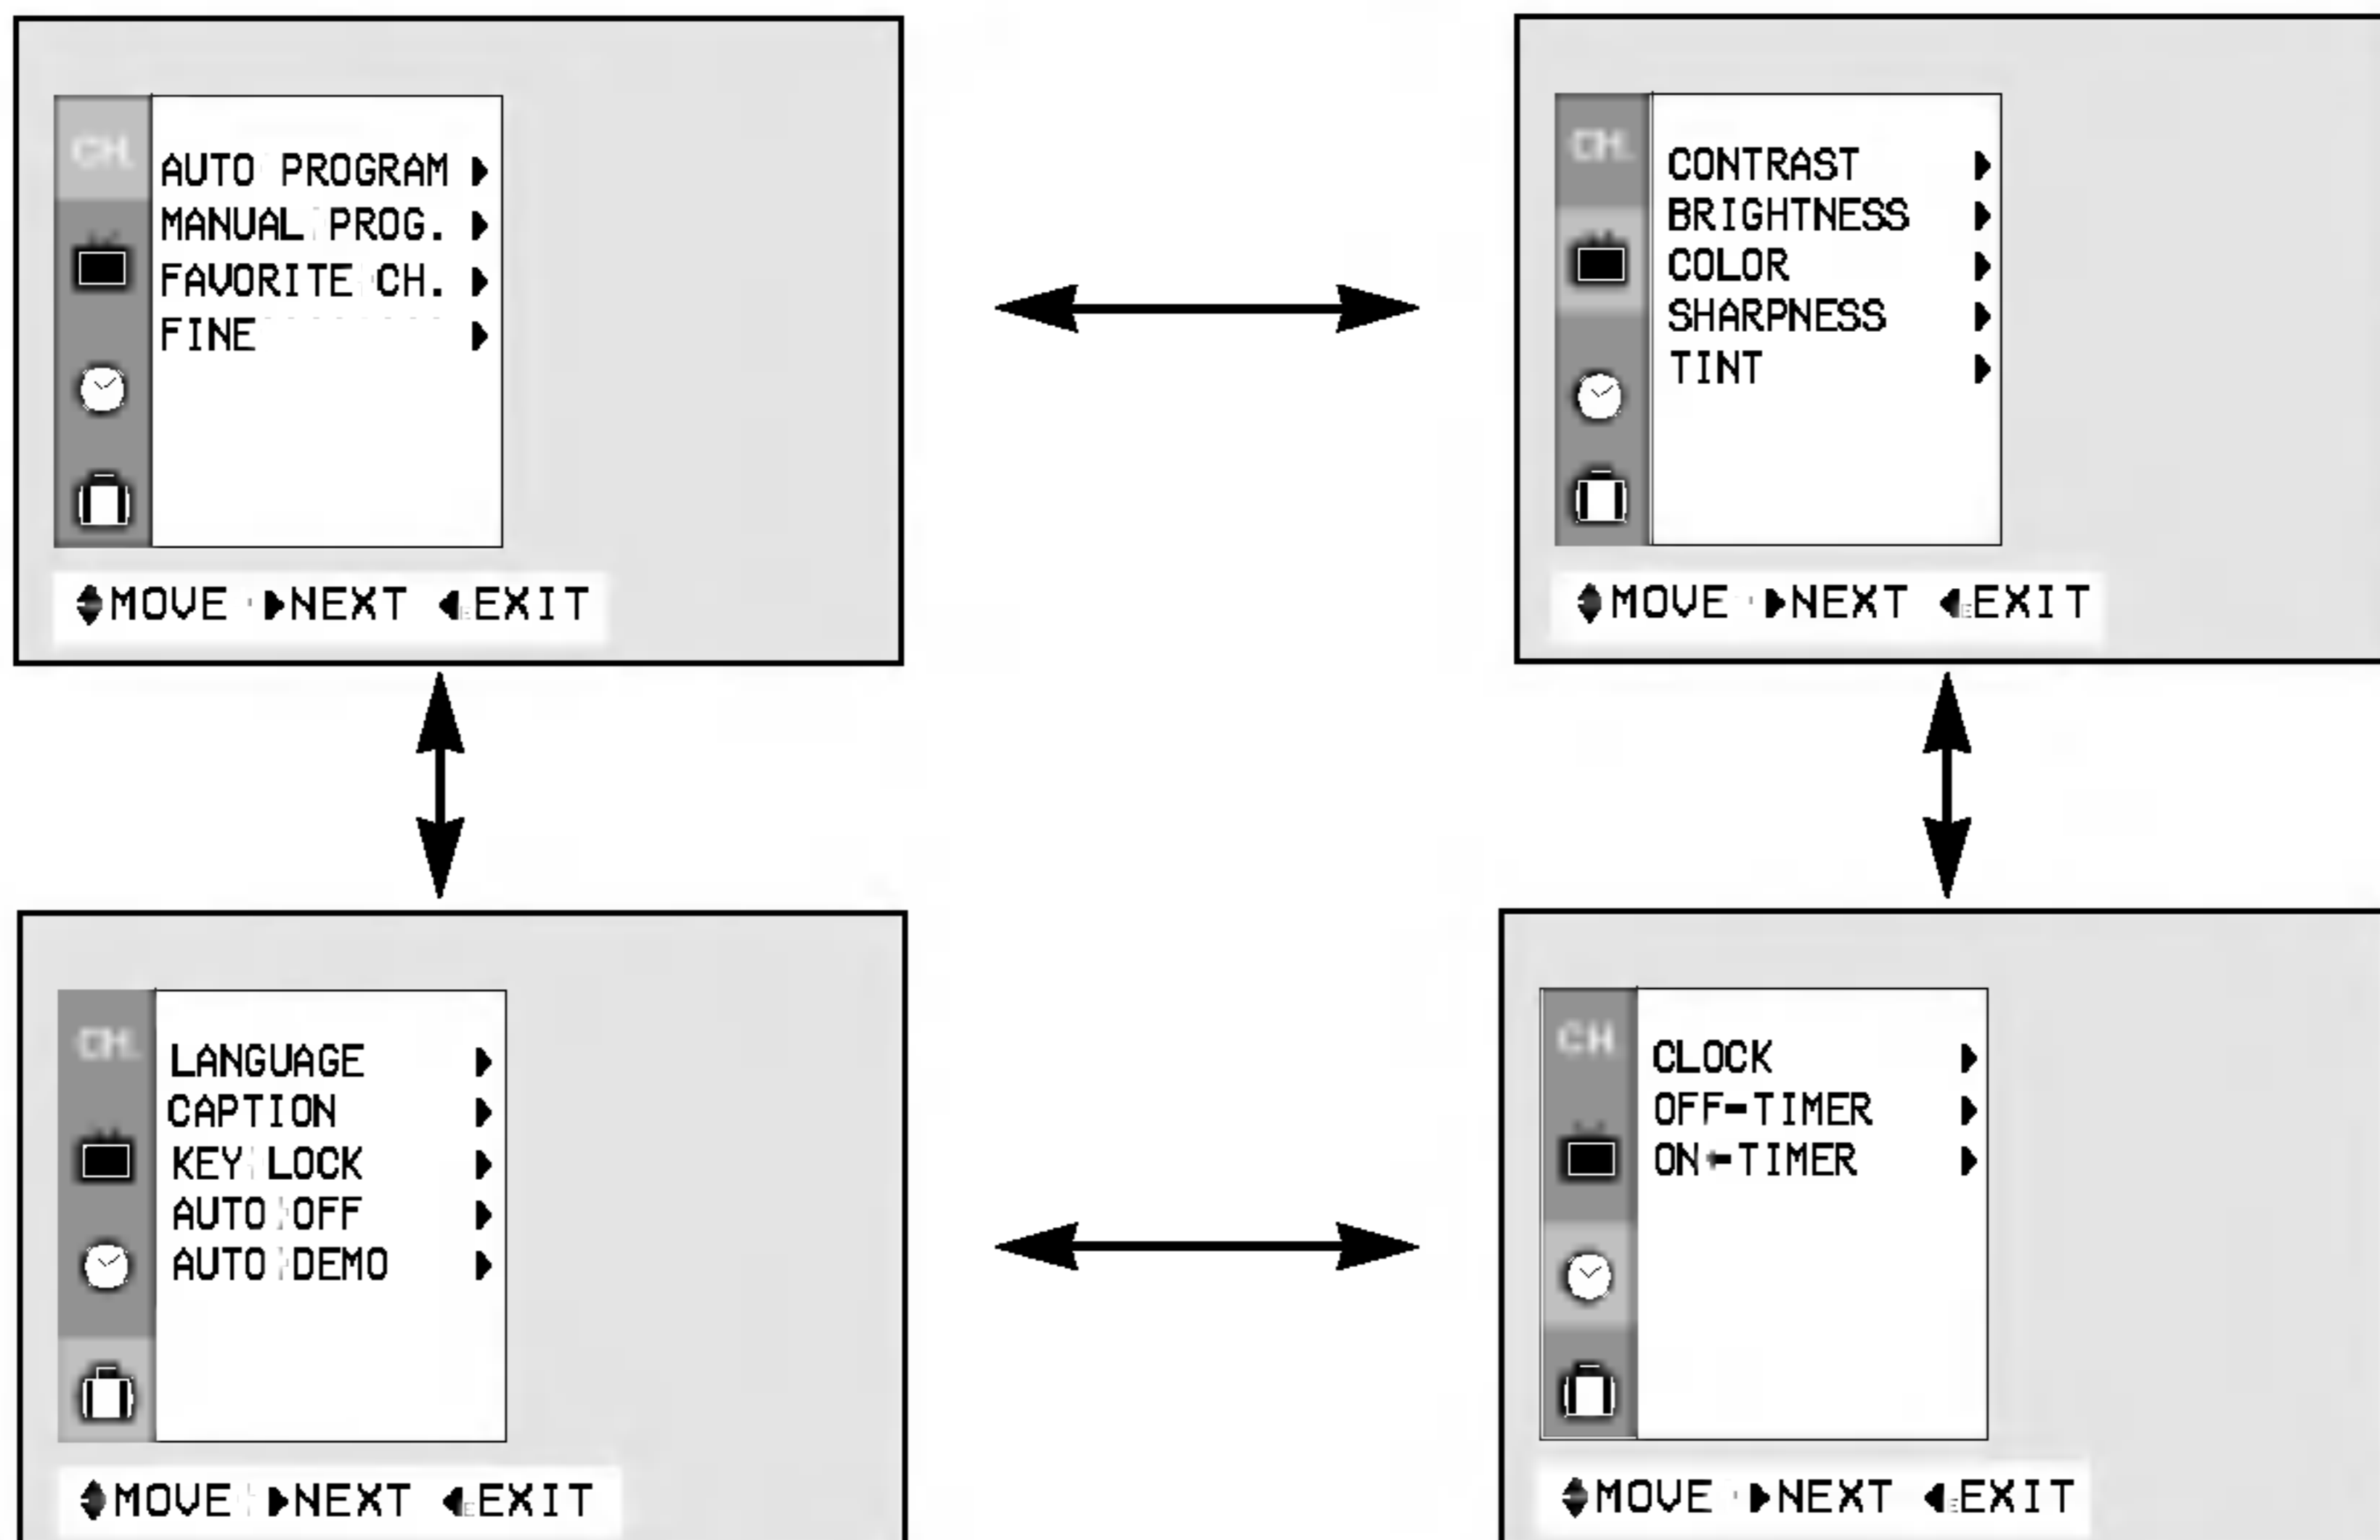 CH.
AUTO PROGRAM ▶
MANUAL PROG. ▶
FAVORITE CH. ▶
FINE ▶
MOVE ▶NEXT ◀EXIT
CH.
CONTRAST ▶
BRIGHTNESS ▶
COLOR ▶
SHARPNESS ▶
TINT ▶
MOVE ▶NEXT ◀EXIT
CH.
LANGUAGE ▶
CAPTION ▶
KEY LOCK ▶
AUTO OFF ▶
AUTO DEMO ▶
MOVE ▶NEXT ◀EXIT
CH
CLOCK ▶
OFF-TIMER ▶
ON-TIMER ▶
MOVE ▶NEXT ◀EXIT